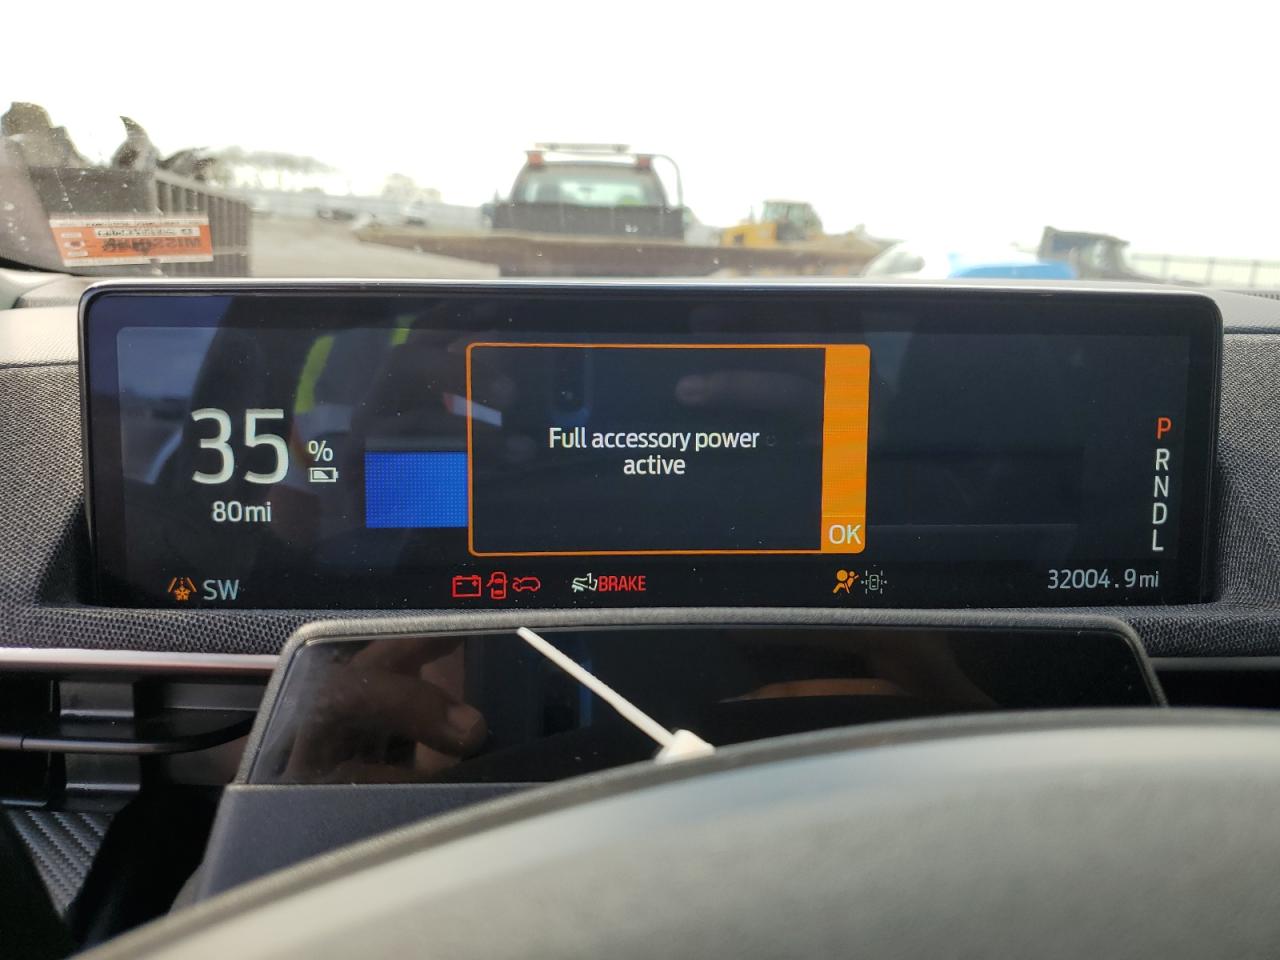 35 %
80mi
SW
Full accessory power
active
OK
BRAKE
P
R
N
D
L
32004.9mi